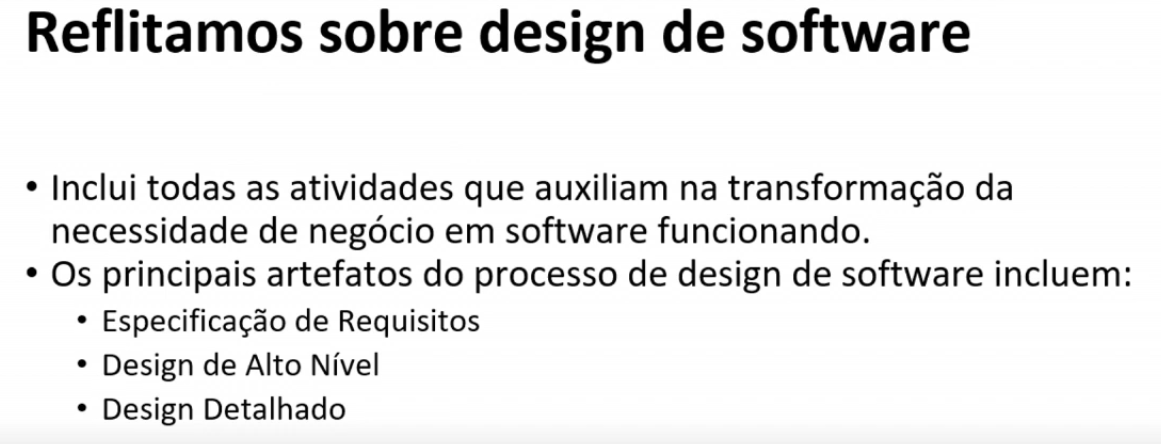 Reflitamos sobre design de software
• Inclui todas as atividades que auxiliam na transformação da
necessidade de negócio em software funcionando.
• Os principais artefatos do processo de design de software incluem:
• Especificação de Requisitos
• Design de Alto Nível
• Design Detalhado